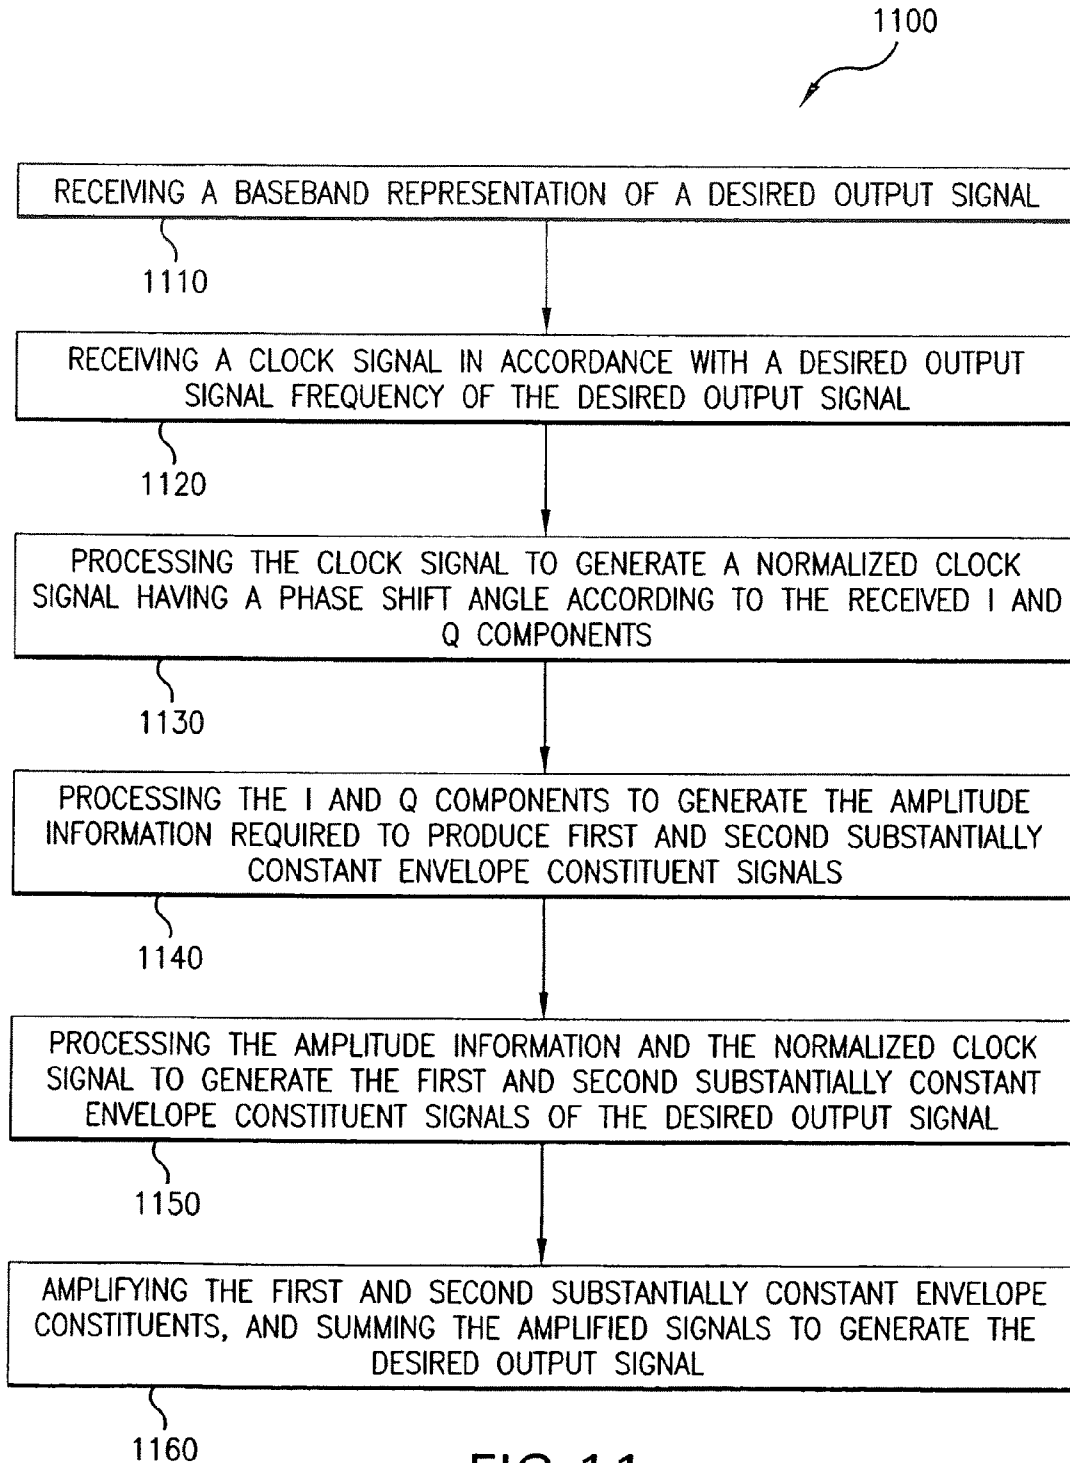 1100
RECEIVING A BASEBAND REPRESENTATION OF A DESIRED OUTPUT SIGNAL
1110
RECEIVING A CLOCK SIGNAL IN ACCORDANCE WITH A DESIRED OUTPUT
SIGNAL FREQUENCY OF THE DESIRED OUTPUT SIGNAL
1120
PROCESSING THE CLOCK SIGNAL TO GENERATE A NORMALIZED CLOCK
SIGNAL HAVING A PHASE SHIFT ANGLE ACCORDING TO THE RECEIVED I AND
Q COMPONENTS
1130
PROCESSING THE I AND Q COMPONENTS TO GENERATE THE AMPLITUDE
INFORMATION REQUIRED TO PRODUCE FIRST AND SECOND SUBSTANTIALLY
CONSTANT ENVELOPE CONSTITUENT SIGNALS
1140
PROCESSING THE AMPLITUDE INFORMATION AND THE NORMALIZED CLOCK
SIGNAL TO GENERATE THE FIRST AND SECOND SUBSTANTIALLY CONSTANT
ENVELOPE CONSTITUENT SIGNALS OF THE DESIRED OUTPUT SIGNAL
1150
AMPLIFYING THE FIRST AND SECOND SUBSTANTIALLY CONSTANT ENVELOPE
CONSTITUENTS, AND SUMMING THE AMPLIFIED SIGNALS TO GENERATE THE
DESIRED OUTPUT SIGNAL
1160
FIG.11